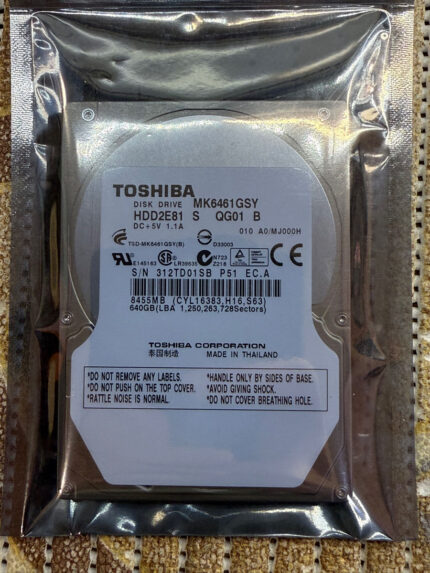 TOSHIBA
DISK DRIVE MK6461GSY
HDD2E81 S QG01 B
DC+5V 1.1A
010 A0/MJ000H
TSD-MK6461GSY(B)
D33003
E145163
LR39635
N723
Z218
S/N 312TD01SB P51 EC.A
8455MB (CYL16383,H16,S63)
640GB(LBA 1,250,263,728Sectors)
TOSHIBA CORPORATION
泰国制造 MADE IN THAILAND
*DO NOT REMOVE ANY LABELS. *HANDLE ONLY BY SIDES OF BASE.
*DO NOT PUSH ON THE TOP COVER. *AVOID GIVING SHOCK.
*RATTLE NOISE IS NORMAL. *DO NOT COVER BREATHING HOLE.